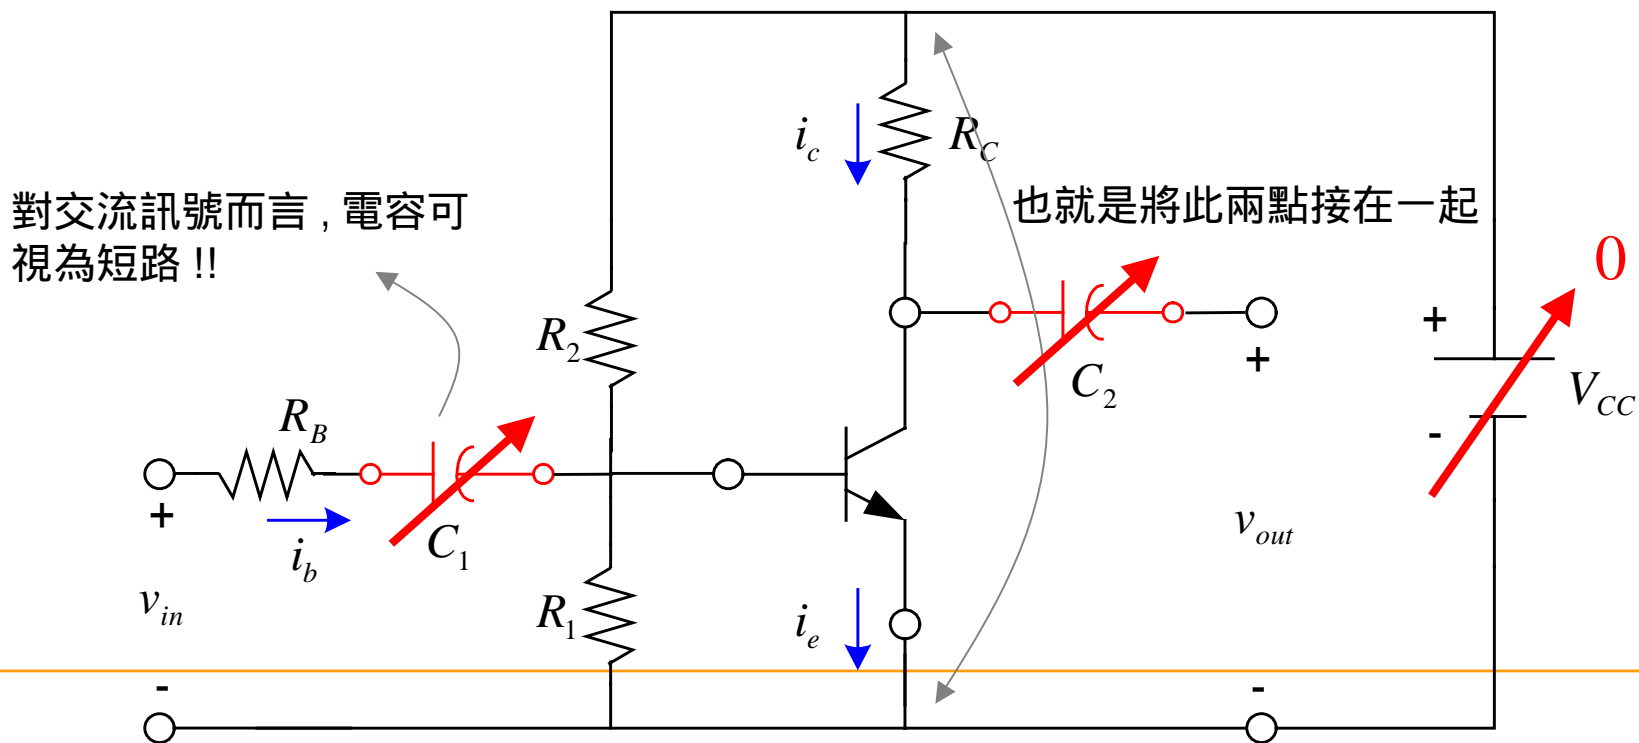 i_c
R_C
對交流訊號而言 , 電容可
視為短路 !!
也就是將此兩點接在一起
0
R_2
+
+
C_2
V_CC
-
R_B
+
i_b
C_1
v_out
v_in
R_1
i_e
-
-